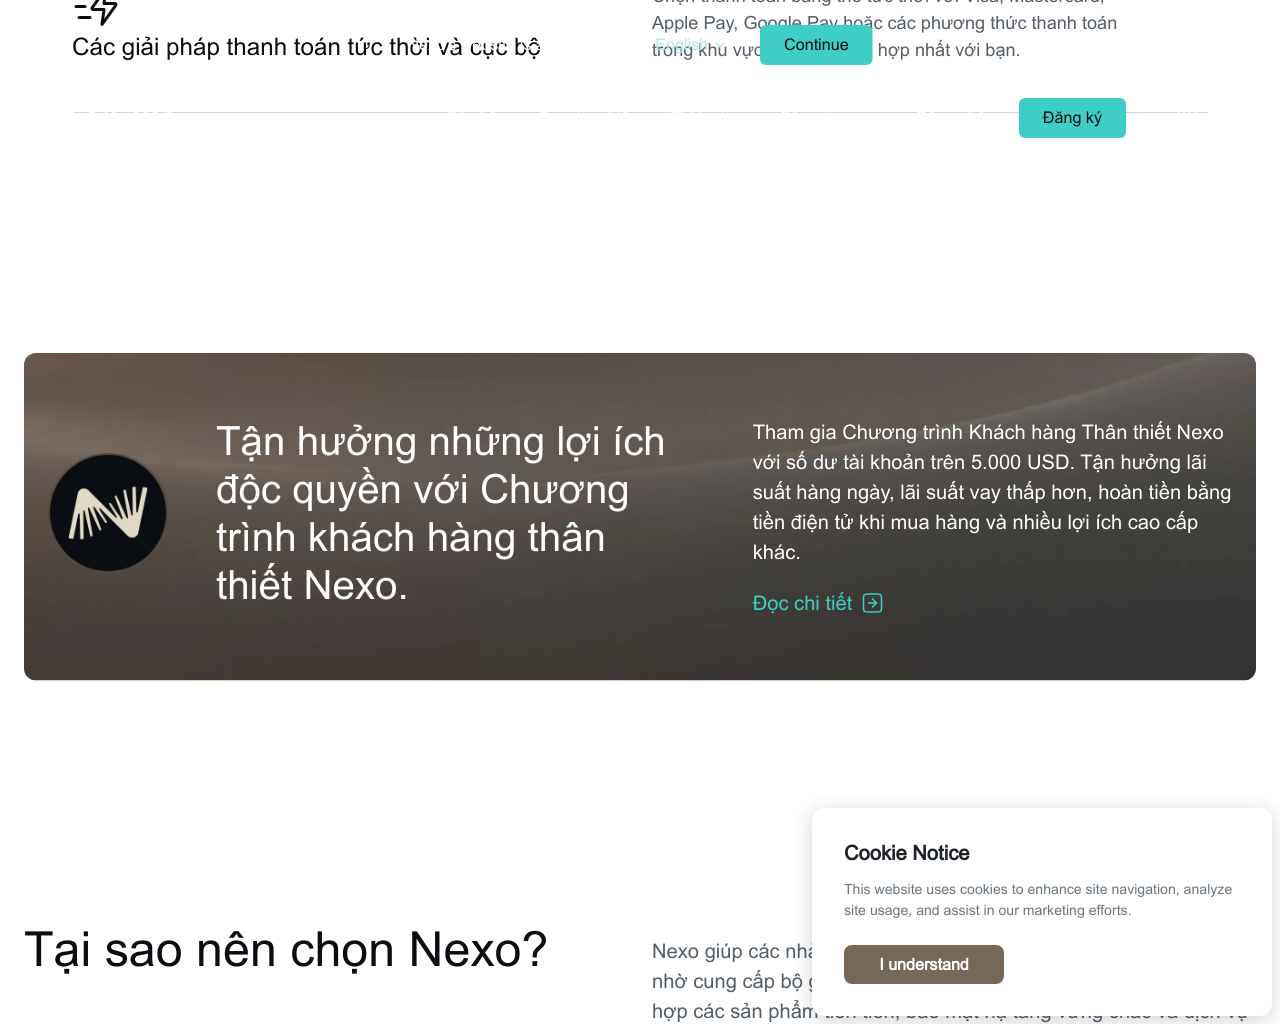 Apple Pay, Google Pay hoặc các phương thức thanh toán
Các giải pháp thanh toán tức thời và cục bộ
trong khu vực hợp nhất với bạn.
English
Continue
Đăng ký
Tận hưởng những lợi ích
độc quyền với Chương
trình khách hàng thân
thiết Nexo.
Tham gia Chương trình Khách hàng Thân thiết Nexo
với số dư tài khoản trên 5.000 USD. Tận hưởng lãi
suất hàng ngày, lãi suất vay thấp hơn, hoàn tiền bằng
tiền điện tử khi mua hàng và nhiều lợi ích cao cấp
khác.
Đọc chi tiết
Tại sao nên chọn Nexo?
Nexo giúp các nhà
nhờ cung cấp bộ
hợp các sản phẩm
Cookie Notice
This website uses cookies to enhance site navigation, analyze
site usage, and assist in our marketing efforts.
I understand